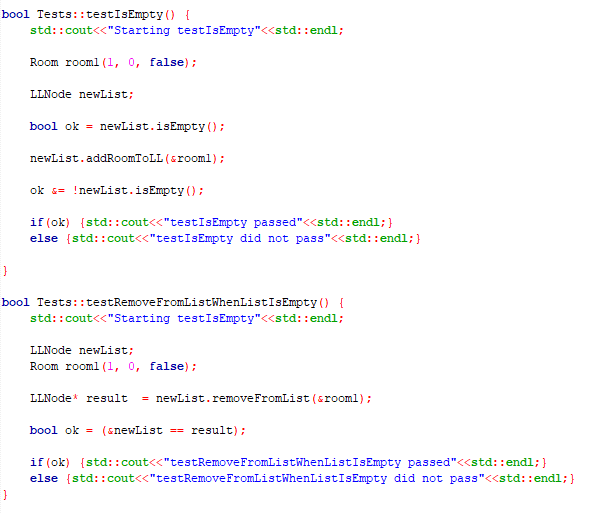 bool Tests::testIsEmpty() {
    std::cout<<"Starting testIsEmpty"<<std::endl;
    Room room1(1, 0, false);
    LLNode newList;
    bool ok = newList.isEmpty();
    newList.addRoomToLL(&room1);
    ok &= !newList.isEmpty();
    if(ok) {std::cout<<"testIsEmpty passed"<<std::endl;}
    else {std::cout<<"testIsEmpty did not pass"<<std::endl;}
}
bool Tests::testRemoveFromListWhenListIsEmpty() {
    std::cout<<"Starting testIsEmpty"<<std::endl;
    LLNode newList;
    Room room1(1, 0, false);
    LLNode* result  = newList.removeFromList(&room1);
    bool ok = (&newList == result);
    if(ok) {std::cout<<"testRemoveFromListWhenListIsEmpty passed"<<std::endl;}
    else {std::cout<<"testRemoveFromListWhenListIsEmpty did not pass"<<std::endl;}
}